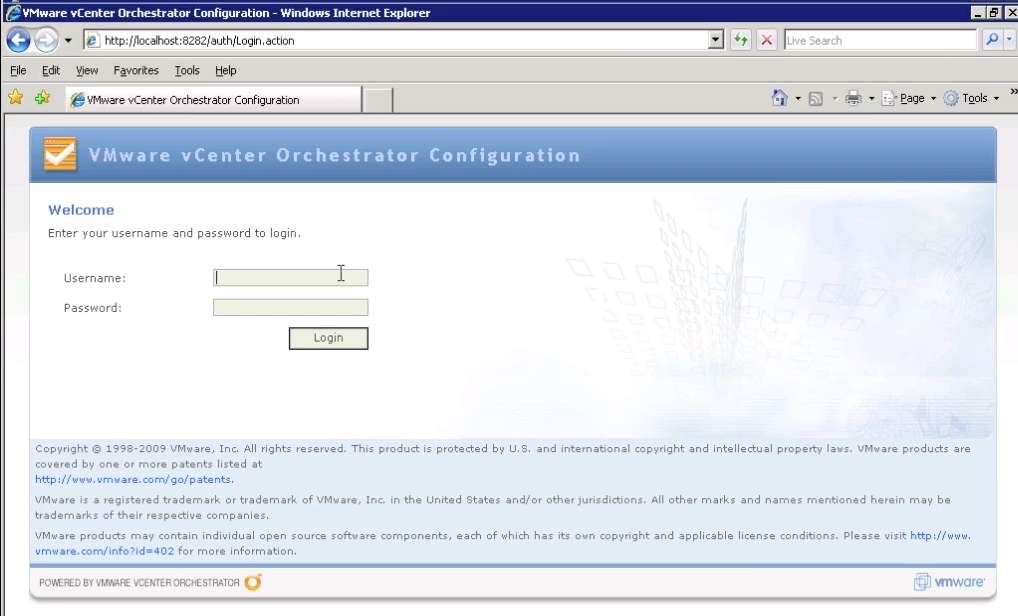 VMware vCenter Orchestrator Configuration - Windows Internet Explorer
http://localhost:8282/auth/Login.action
Live Search
File Edit View Favorites Tools Help
VMware vCenter Orchestrator Configuration
Page Tools
VMware vCenter Orchestrator Configuration
Welcome
Enter your username and password to login.
Username:
Password:
Login
Copyright © 1998-2009 VMware, Inc. All rights reserved. This product is protected by U.S. and international copyright and intellectual property laws. VMware products are
covered by one or more patents listed at
http://www.vmware.com/go/patents.
VMware is a registered trademark or trademark of VMware, Inc. in the United States and/or other jurisdictions. All other marks and names mentioned herein may be
trademarks of their respective companies.
VMware products may contain individual open source software components, each of which has its own copyright and applicable license conditions. Please visit http://www.
vmware.com/info?id=402 for more information.
POWERED BY VMWARE VCENTER ORCHESTRATOR
vmware